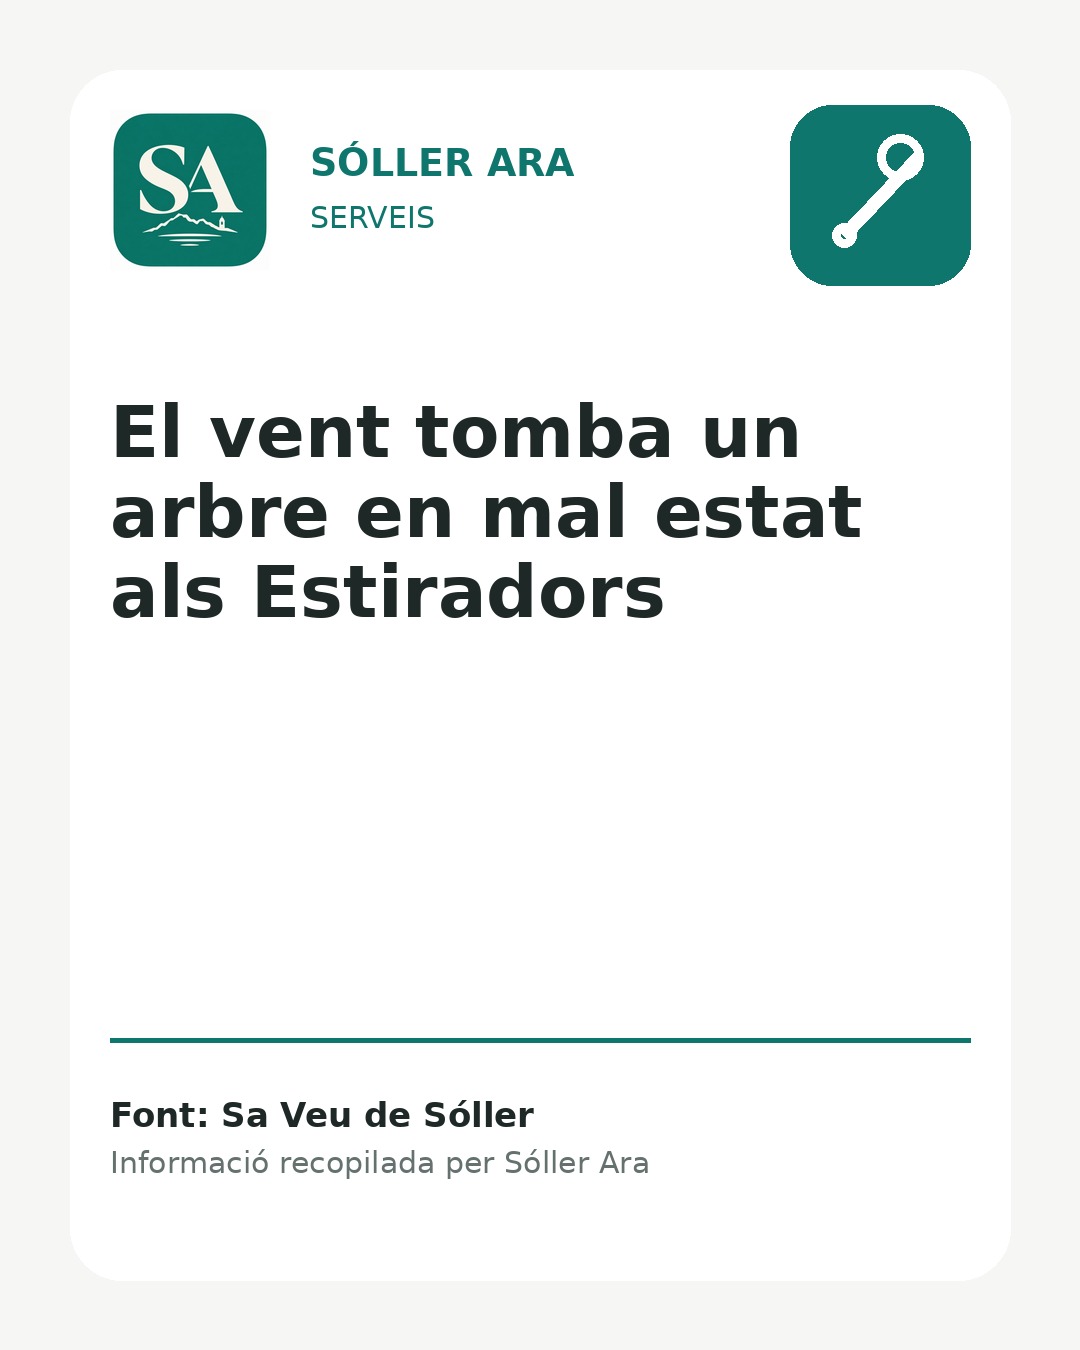 SA
SÓLLER ARA
SERVEIS
El vent tomba un
arbre en mal estat
als Estiradors
Font: Sa Veu de Sóller
Informació recopilada per Sóller Ara